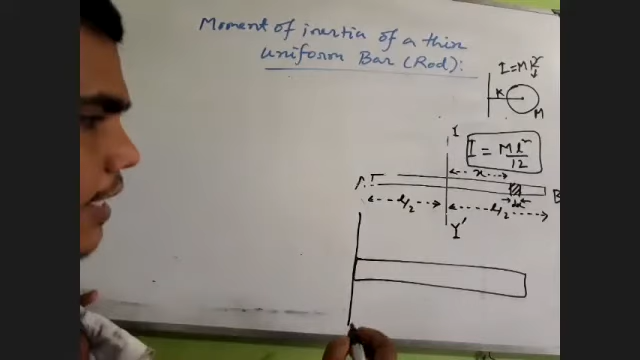 Moment of inertia of a thin
uniform Bar (Rod):
I = MK²
K
M
I = Ml²/12
x
A
B
dx
l/2
l/2
Y'